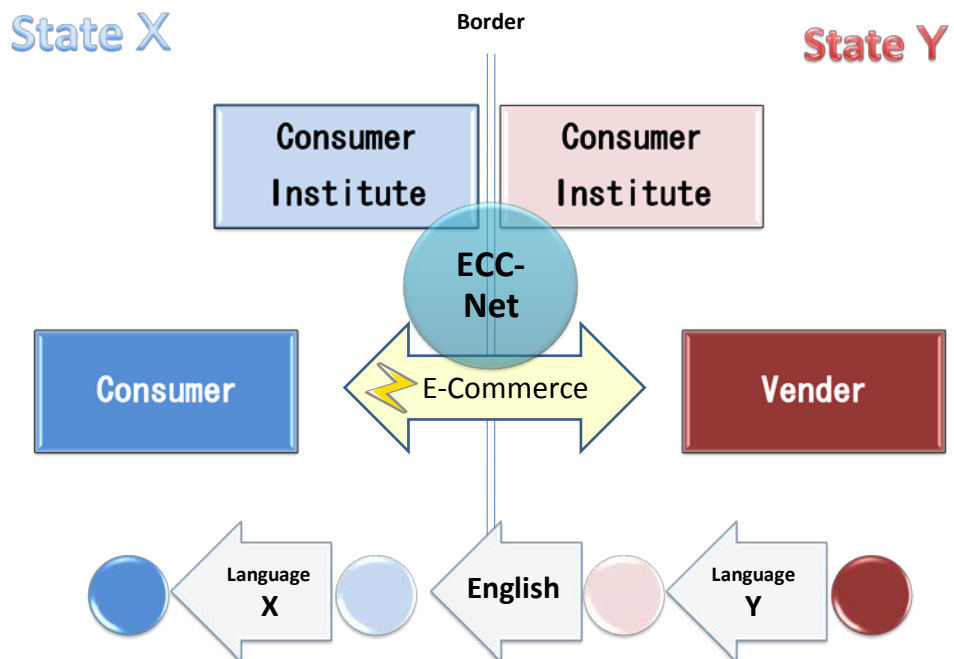 State X
Border
State Y
Consumer
Institute
Consumer
Institute
ECC-
Net
Consumer
E-Commerce
Vender
Language
X
English
Language
Y